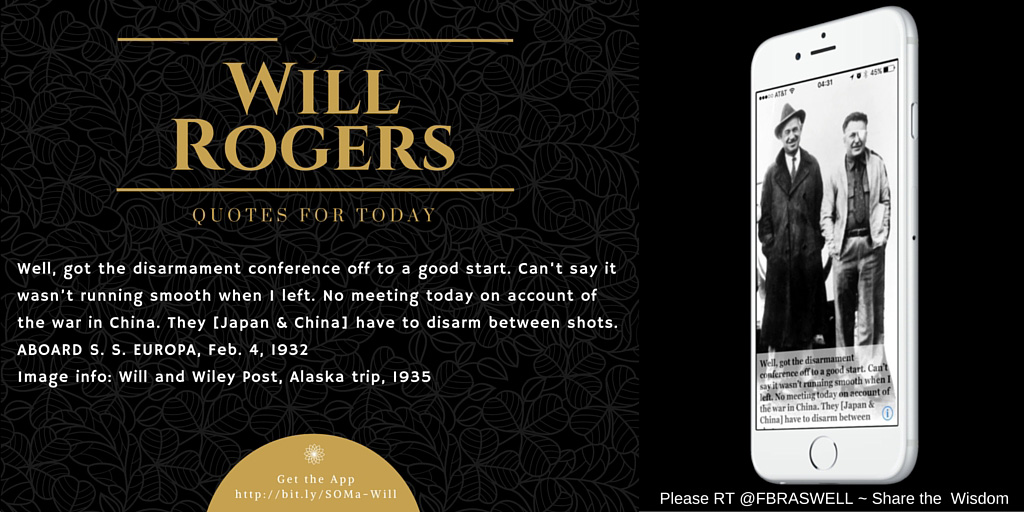 WILL
ROGERS
QUOTES FOR TODAY
Well, got the disarmament conference off to a good start. Can't say it
wasn't running smooth when I left. No meeting today on account of
the war in China. They [Japan & China] have to disarm between shots.
ABOARD S. S. EUROPA, Feb. 4, 1932
Image info: Will and Wiley Post, Alaska trip, 1935
Get the App
http://bit.ly/SOMa-Will
AT&T 04:31 45%
Well, got the disarmament
conference off to a good start. Can't
say it wasn't running smooth when I
left. No meeting today on account of
the war in China. They [Japan &
China] have to disarm between
Please RT @FBRASWELL ~ Share the Wisdom